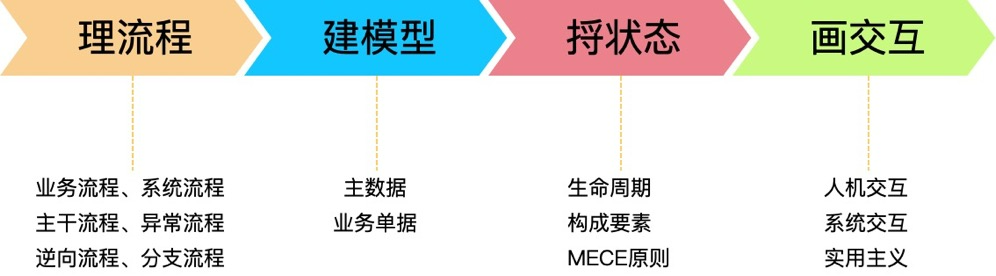 理流程
建模型
捋状态
画交互
业务流程、系统流程
主干流程、异常流程
逆向流程、分支流程
主数据
业务单据
生命周期
构成要素
MECE原则
人机交互
系统交互
实用主义